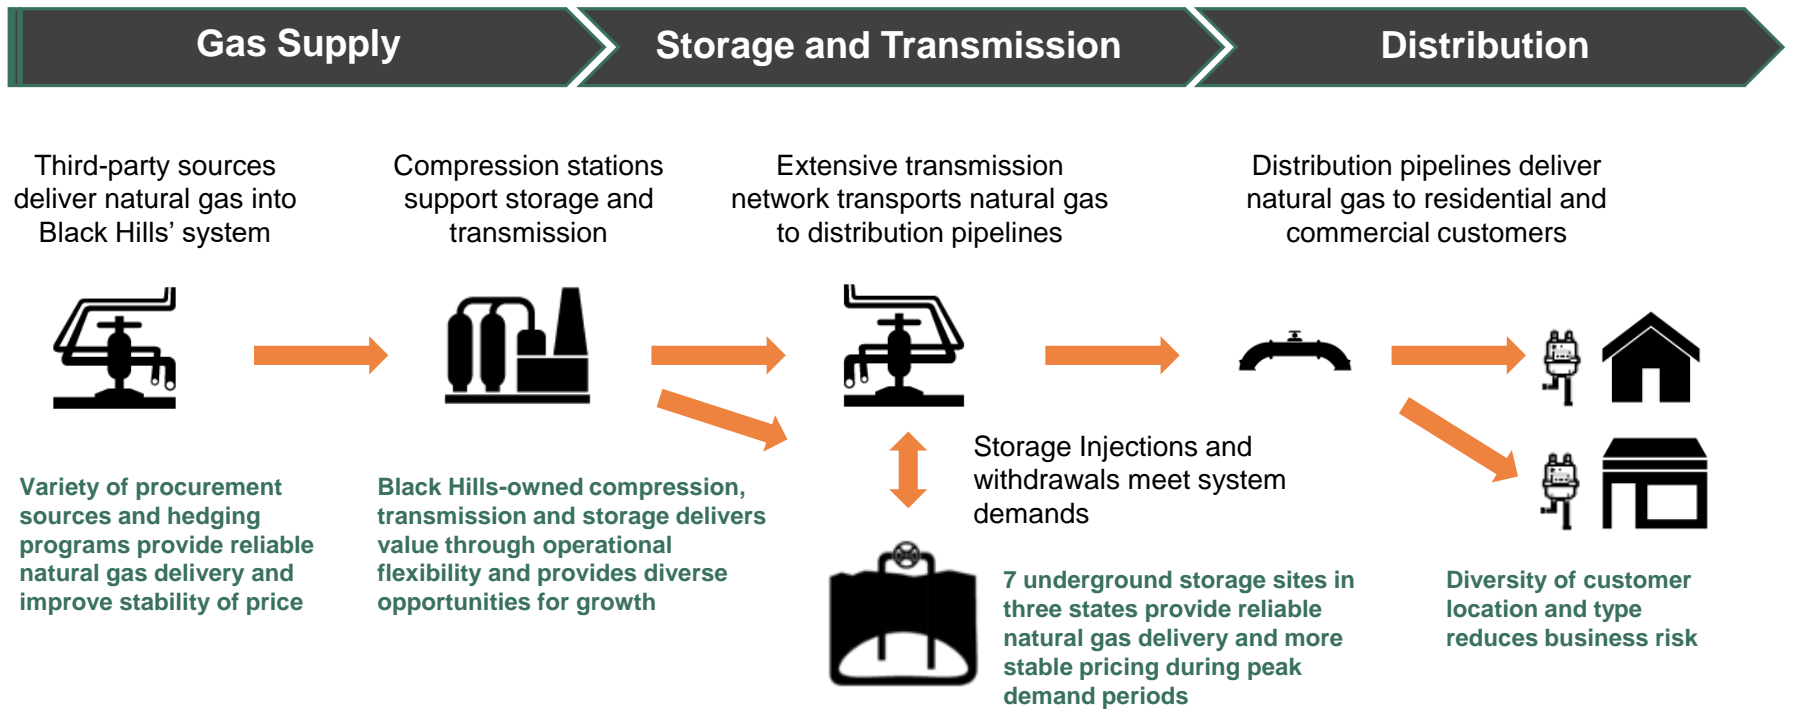 Gas Supply
Storage and Transmission
Distribution
Third-party sources
deliver natural gas into
Black Hills’ system
Compression stations
support storage and
transmission
Extensive transmission
network transports natural gas
to distribution pipelines
Distribution pipelines deliver
natural gas to residential and
commercial customers
Storage Injections and
withdrawals meet system
demands
Variety of procurement
sources and hedging
programs provide reliable
natural gas delivery and
improve stability of price
Black Hills-owned compression,
transmission and storage delivers
value through operational
flexibility and provides diverse
opportunities for growth
7 underground storage sites in
three states provide reliable
natural gas delivery and more
stable pricing during peak
demand periods
Diversity of customer
location and type
reduces business risk